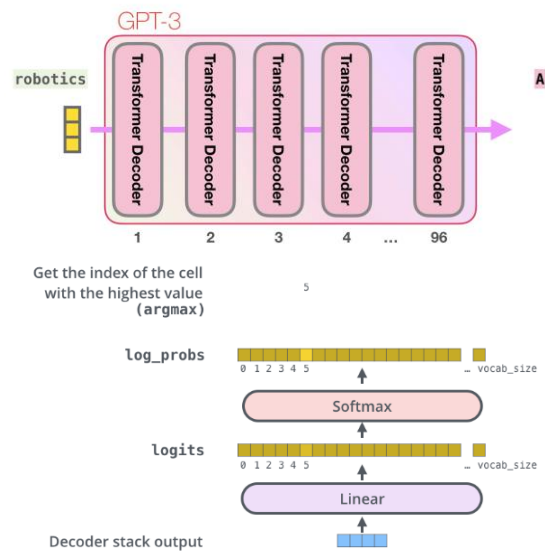 GPT-3
robotics
Transformer Decoder
Transformer Decoder
Transformer Decoder
Transformer Decoder
Transformer Decoder
A
1 2 3 4 ... 96
Get the index of the cell
with the highest value
(argmax)
5
log_probs
0 1 2 3 4 5 … vocab_size
Softmax
logits
0 1 2 3 4 5 … vocab_size
Linear
Decoder stack output